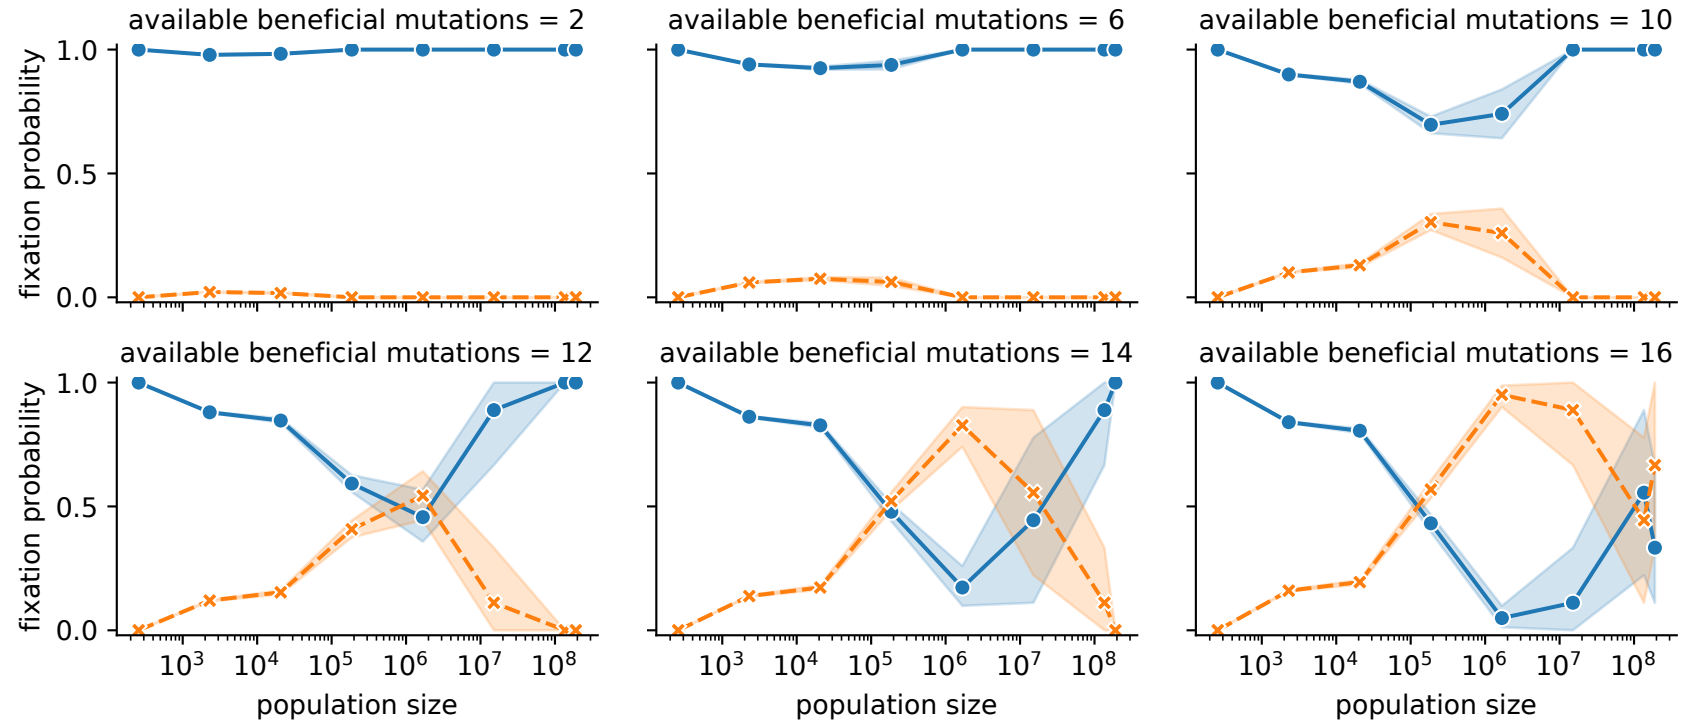 available beneficial mutations = 2
available beneficial mutations = 6
available beneficial mutations = 10
fixation probability
1.0
0.5
0.0
available beneficial mutations = 12
available beneficial mutations = 14
available beneficial mutations = 16
fixation probability
1.0
0.5
0.0
10³ 10⁴ 10⁵ 10⁶ 10⁷ 10⁸
10³ 10⁴ 10⁵ 10⁶ 10⁷ 10⁸
10³ 10⁴ 10⁵ 10⁶ 10⁷ 10⁸
population size
population size
population size